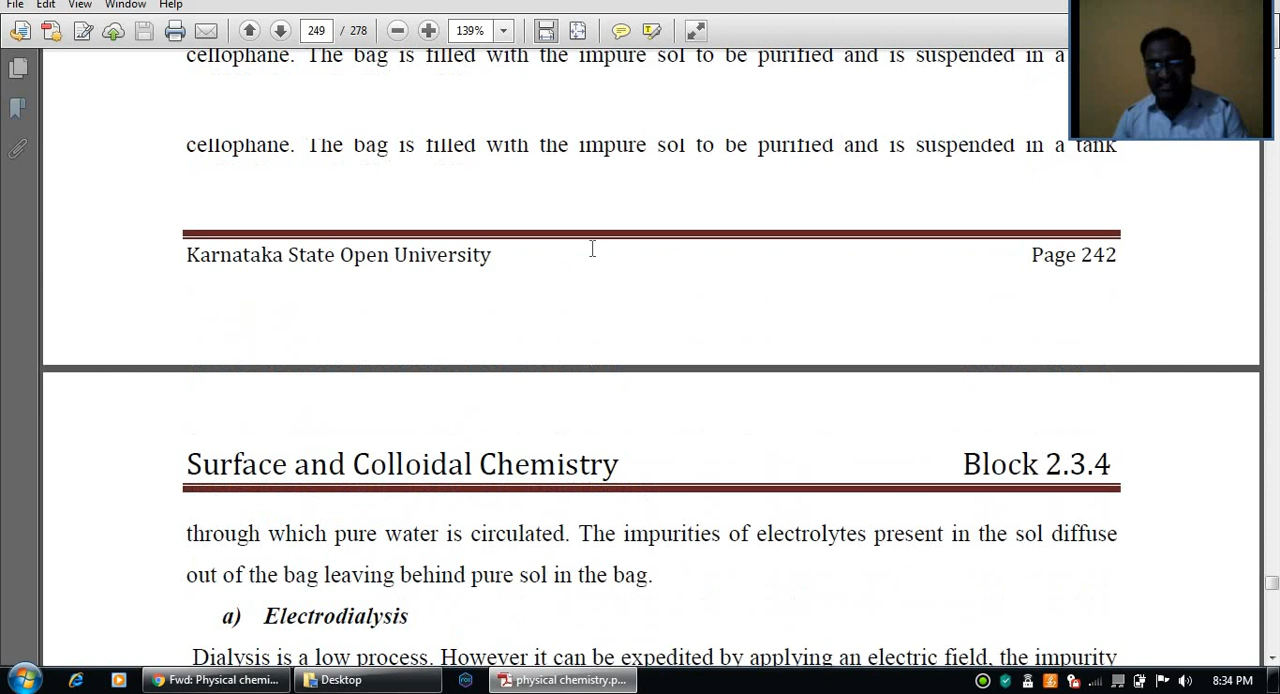 File Edit View Window Help
249 / 278 139%
cellophane. The bag is filled with the impure sol to be purified and is suspended in a
cellophane. The bag is filled with the impure sol to be purified and is suspended in a tank
Karnataka State Open University Page 242
Surface and Colloidal Chemistry Block 2.3.4
through which pure water is circulated. The impurities of electrolytes present in the sol diffuse
out of the bag leaving behind pure sol in the bag.
a) Electrodialysis
Dialysis is a low process. However it can be expedited by applying an electric field, the impurity
Fwd: Physical chemi... Desktop physical chemistry.p... 8:34 PM